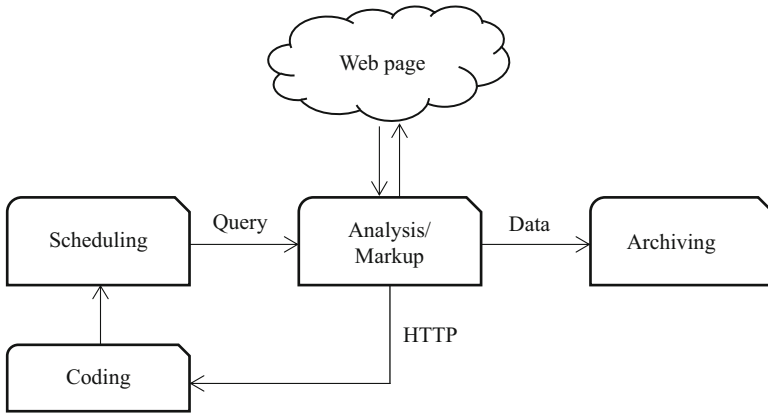 Web page
Scheduling
Query
Analysis/
Markup
Data
Archiving
HTTP
Coding